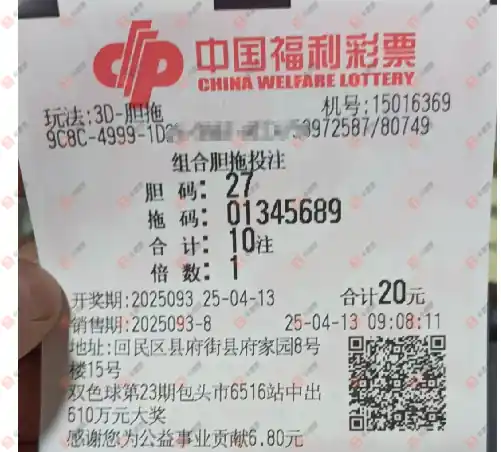 中国福利彩票
CHINA WELFARE LOTTERY
玩法:3D-胆拖 机号:15016369
9C8C-4999-1D 972587/80749
组合胆拖投注
胆 码: 27
拖 码: 01345689
合 计: 10注
倍 数: 1
开奖期:2025093 25-04-13 合计20元
销售期:2025093-8 25-04-13 09:08:11
地址:回民区县府街县府家园8号
楼15号
双色球第23期包头市6516站中出
610万元大奖
感谢您为公益事业贡献6.80元